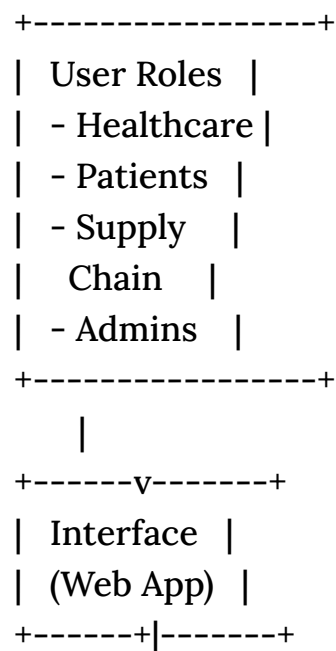 +-----------------+
| User Roles |
| - Healthcare |
| - Patients |
| - Supply |
| Chain |
| - Admins |
+-----------------+
|
+------v-------+
| Interface |
| (Web App) |
+------+|-------+